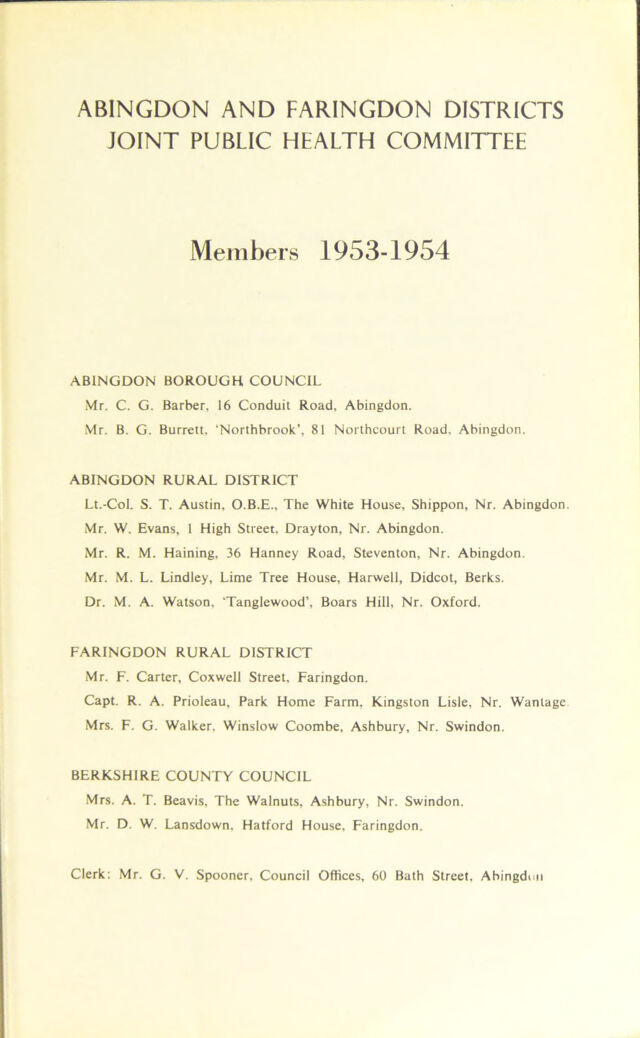 ABINGDON AND FARINGDON DISTRICTS
JOINT PUBLIC HEALTH COMMITTEE
Members 1953-1954
ABINGDON BOROUGH COUNCIL
Mr. C. G. Barber, 16 Conduit Road, Abingdon.
Mr. B. G. Burrett, ‘Northbrook’, 81 Northcourt Road, Abingdon.
ABINGDON RURAL DISTRICT
Lt.-Col. S. T. Austin, O.B.E., The White House, Shippon, Nr. Abingdon.
Mr. W. Evans, 1 High Street, Drayton, Nr. Abingdon.
Mr. R. M. Haining, 36 Hanney Road, Steventon, Nr. Abingdon.
Mr. M. L. Lindley, Lime Tree House, Harwell, Didcot, Berks.
Dr. M. A. Watson, ‘Tanglewood’, Boars Hill, Nr. Oxford.
FARINGDON RURAL DISTRICT
Mr. F. Carter, Coxwell Street, Faringdon.
Capt. R. A. Prioleau, Park Home Farm, Kingston Lisle, Nr. Wantage.
Mrs. F. G. Walker, Winslow Coombe, Ashbury, Nr. Swindon.
BERKSHIRE COUNTY COUNCIL
Mrs. A. T. Beavis, The Walnuts, Ashbury, Nr. Swindon.
Mr. D. W. Lansdown, Hatford House, Faringdon.
Clerk: Mr. G. V. Spooner, Council Offices, 60 Bath Street, Abingdon